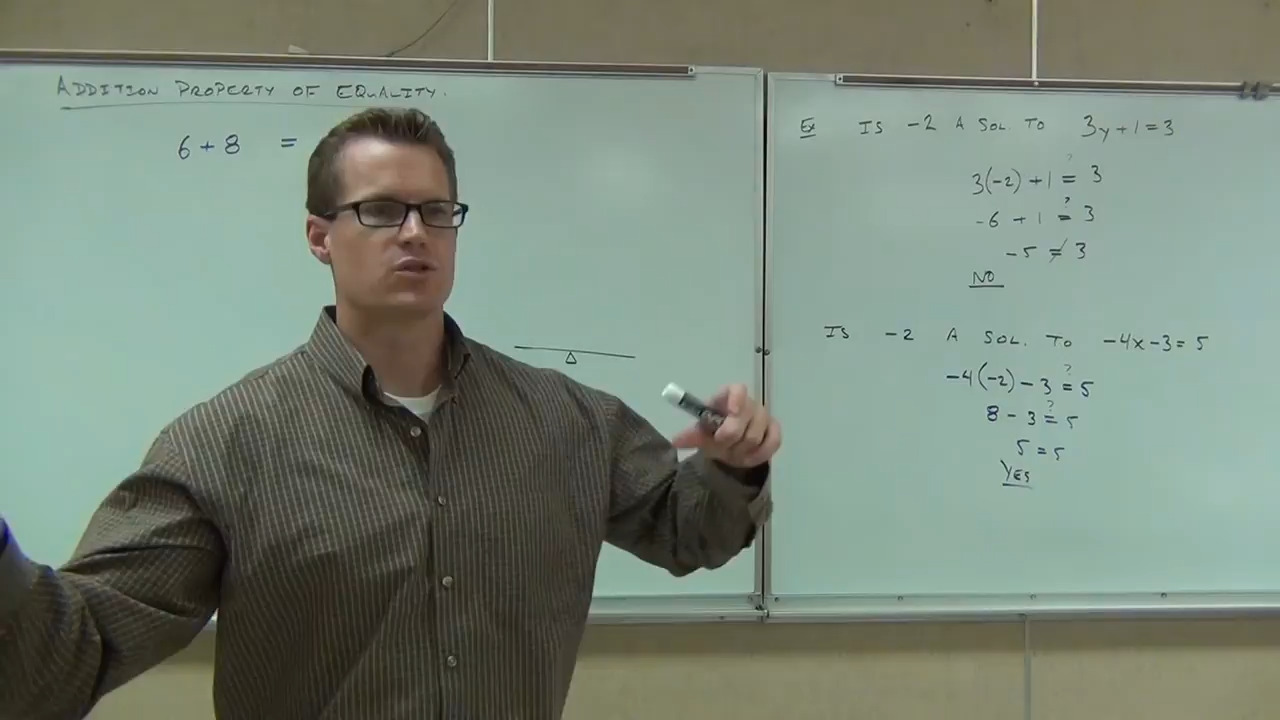 ADDITION PROPERTY OF EQUALITY.
6 + 8 =
Ex IS -2 A SOL. TO 3y+1=3
3(-2) +1 ≟ 3
-6 + 1 ≟ 3
-5 ≠ 3
NO
IS -2 A SOL. TO -4x-3=5
-4(-2) - 3 ≟ 5
8 - 3 ≟ 5
5 = 5
YES